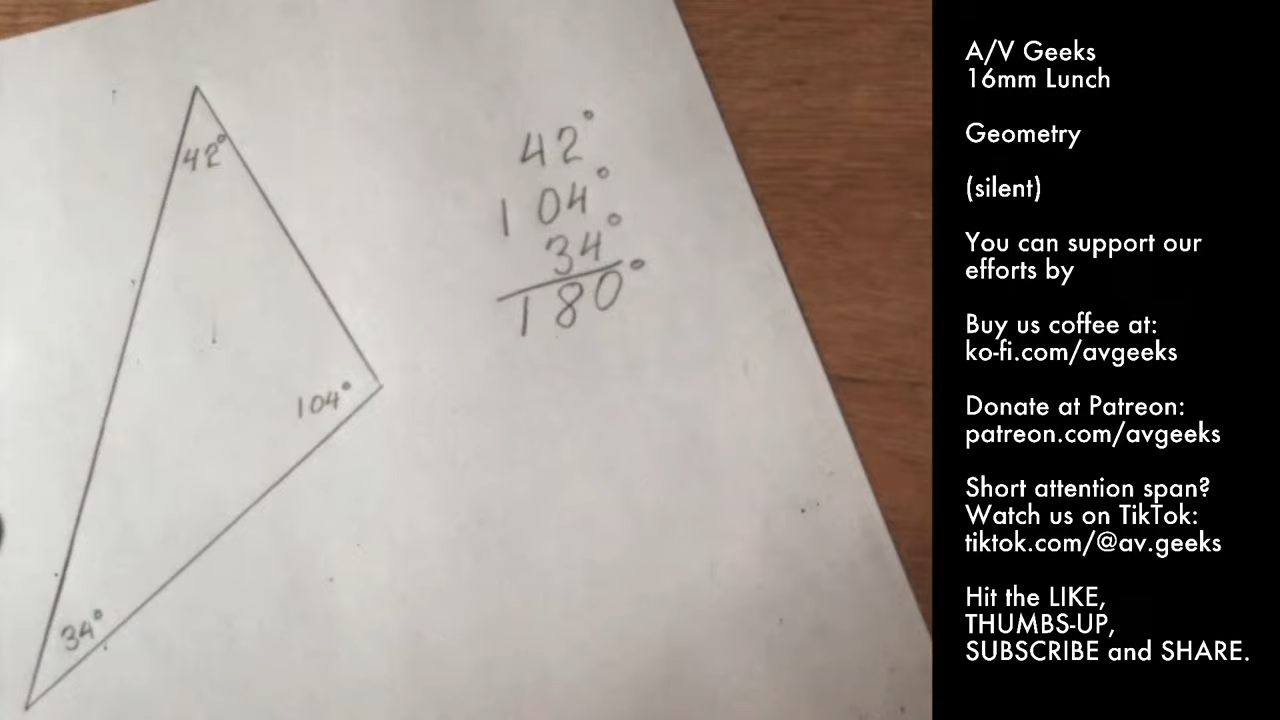 42°
104°
34°
42°
104°
34°
180°
A/V Geeks
16mm Lunch
Geometry
(silent)
You can support our
efforts by
Buy us coffee at:
ko-fi.com/avgeeks
Donate at Patreon:
patreon.com/avgeeks
Short attention span?
Watch us on TikTok:
tiktok.com/@av.geeks
Hit the LIKE,
THUMBS-UP,
SUBSCRIBE and SHARE.